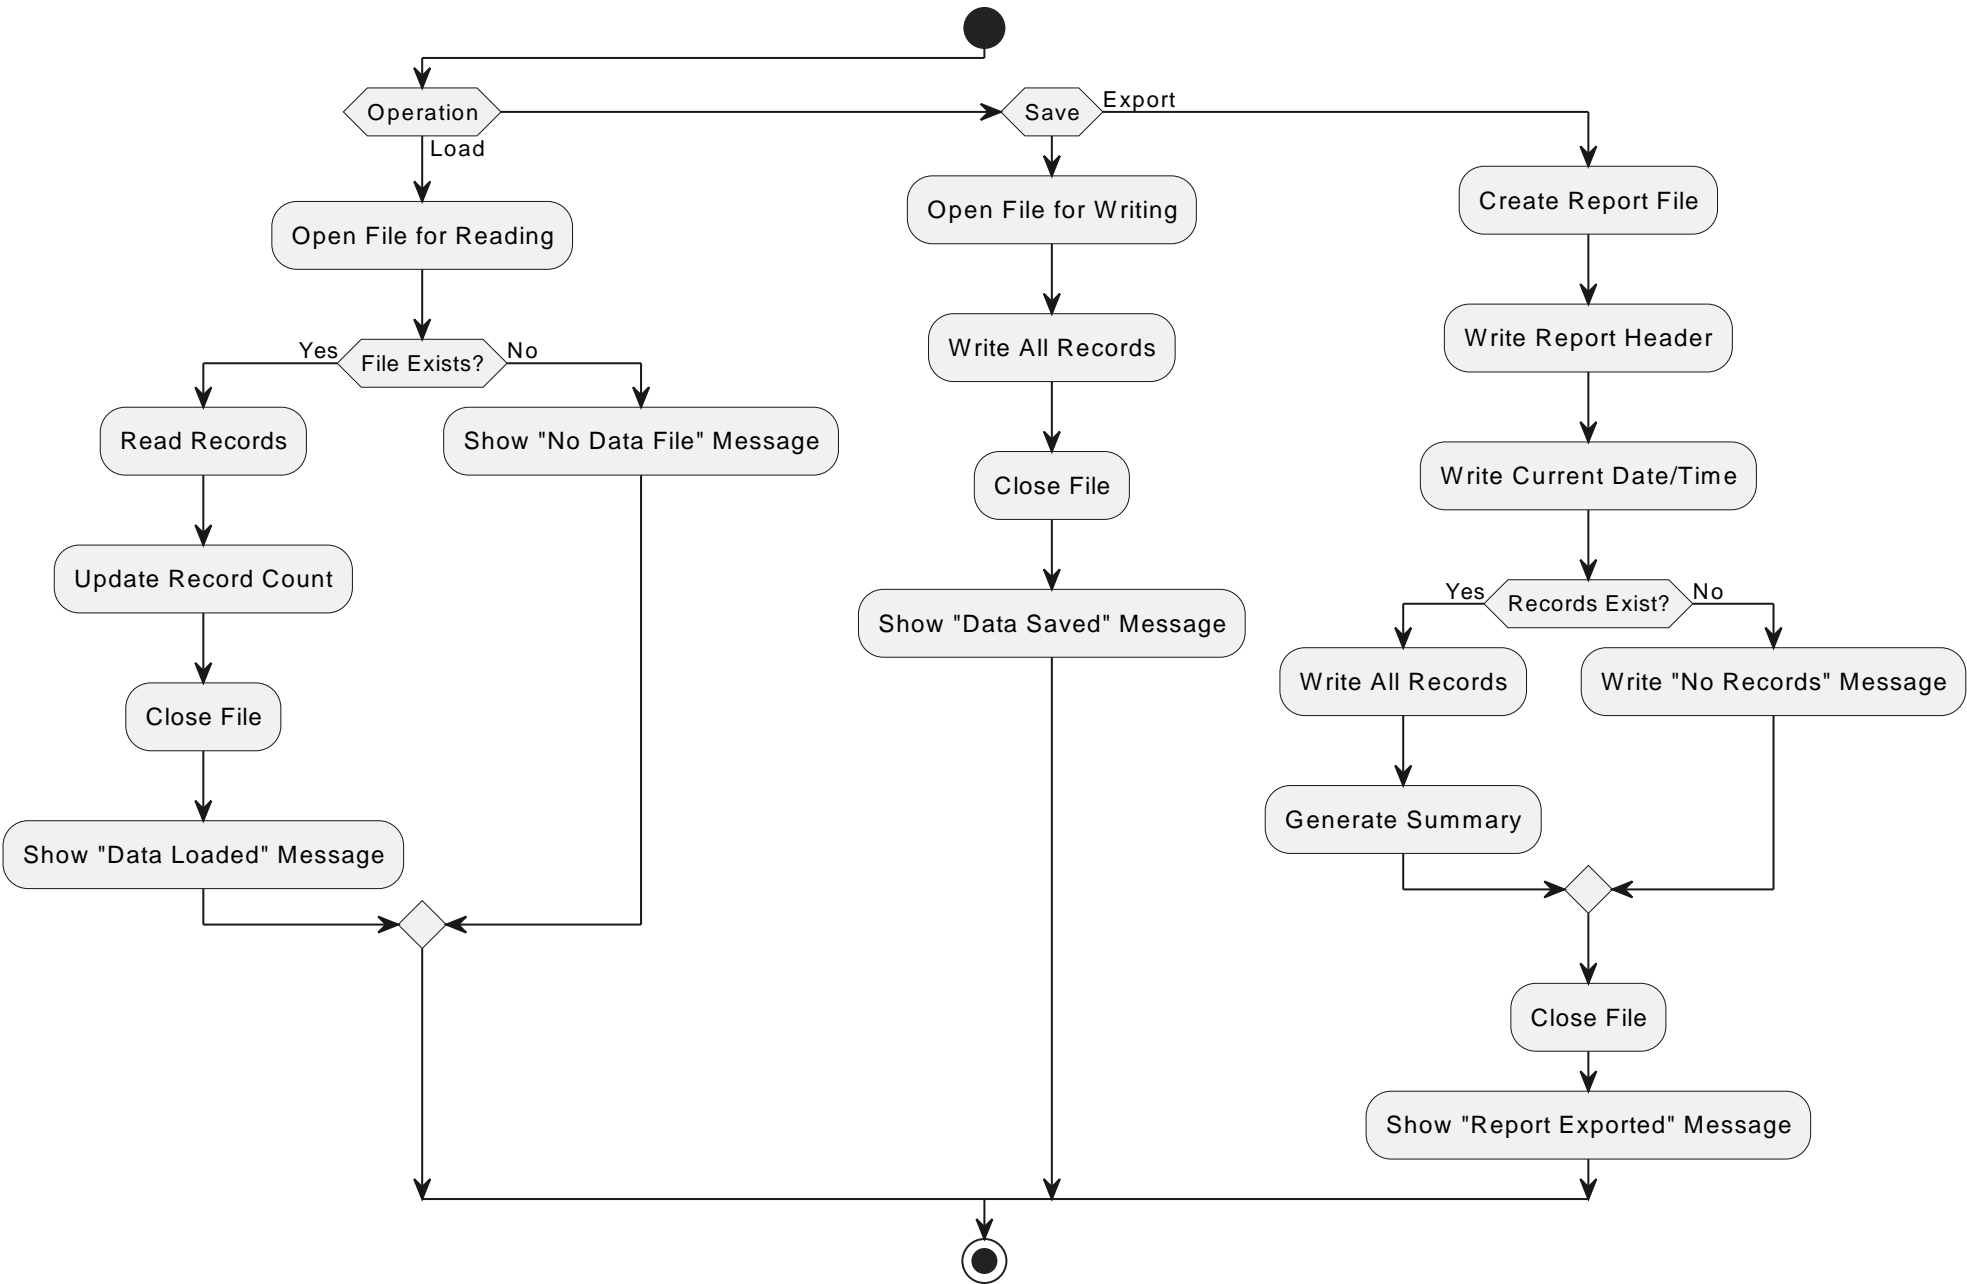 Operation
Load
Save
Export
Open File for Reading
File Exists?
Yes
No
Read Records
Update Record Count
Close File
Show "Data Loaded" Message
Show "No Data File" Message
Open File for Writing
Write All Records
Close File
Show "Data Saved" Message
Create Report File
Write Report Header
Write Current Date/Time
Records Exist?
Yes
No
Write All Records
Generate Summary
Write "No Records" Message
Close File
Show "Report Exported" Message